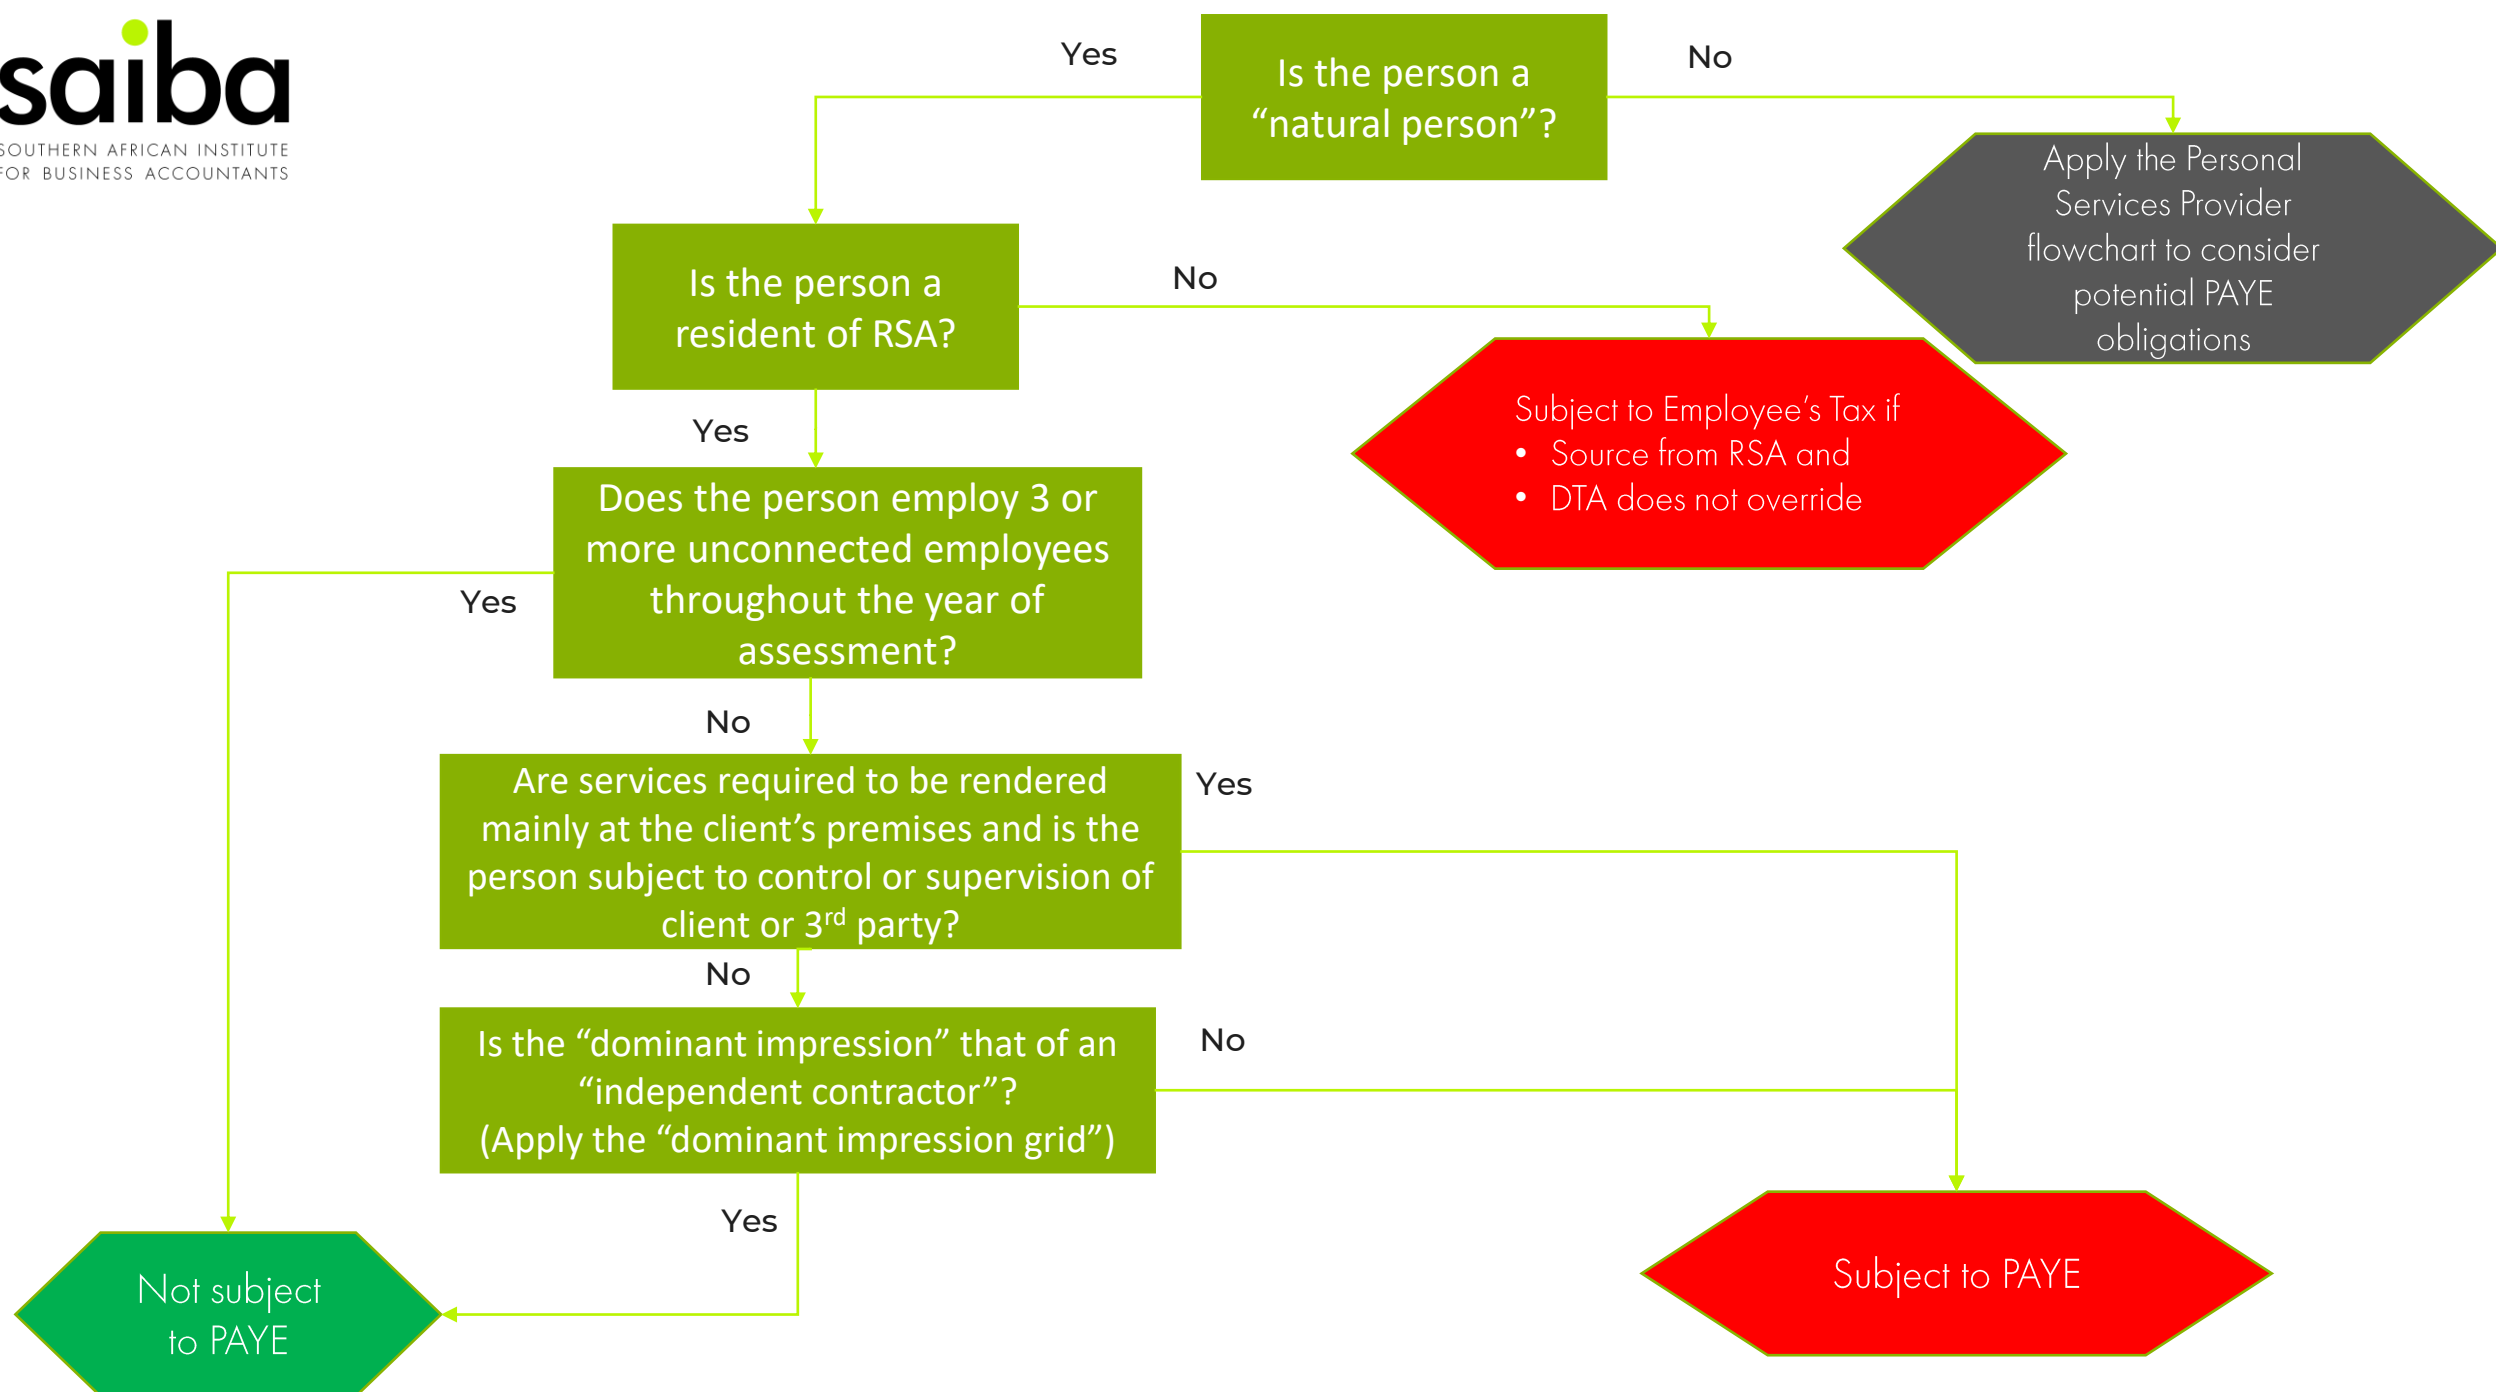 saiba
SOUTHERN AFRICAN INSTITUTE
FOR BUSINESS ACCOUNTANTS
Yes
Is the person a
“natural person”?
No
Apply the Personal
Services Provider
flowchart to consider
potential PAYE
obligations
Is the person a
resident of RSA?
No
Subject to Employee’s Tax if
• Source from RSA and
• DTA does not override
Yes
Does the person employ 3 or
more unconnected employees
throughout the year of
assessment?
Yes
No
Are services required to be rendered
mainly at the client’s premises and is the
person subject to control or supervision of
client or 3rd party?
Yes
No
Is the “dominant impression” that of an
“independent contractor”?
(Apply the “dominant impression grid”)
No
Yes
Not subject
to PAYE
Subject to PAYE